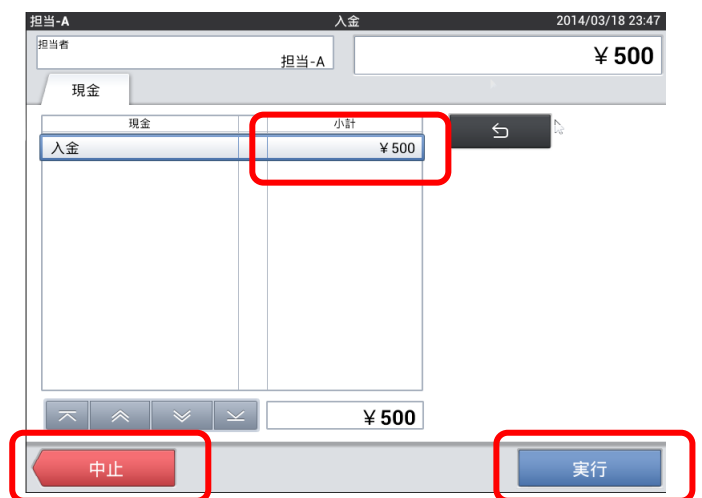 担当-A 入金 2014/03/18 23:47
担当者
担当-A
¥ 500
現金
現金 小計
入金 ¥ 500
¥ 500
中止 実行